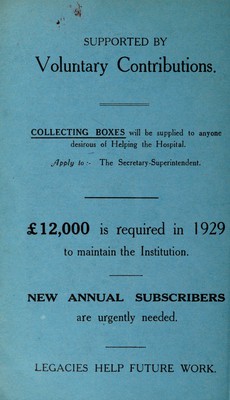 SUPPORTED BY
Voluntary Contributions.
COLLECTING BOXES will be supplied to anyone
desirous of Helping the Hospital.
Apply to :- The Secretary-Superintendent.
£12,000 is required in 1929
to maintain the Institution.
NEW ANNUAL SUBSCRIBERS
are urgently needed.
LEGACIES HELP FUTURE WORK.